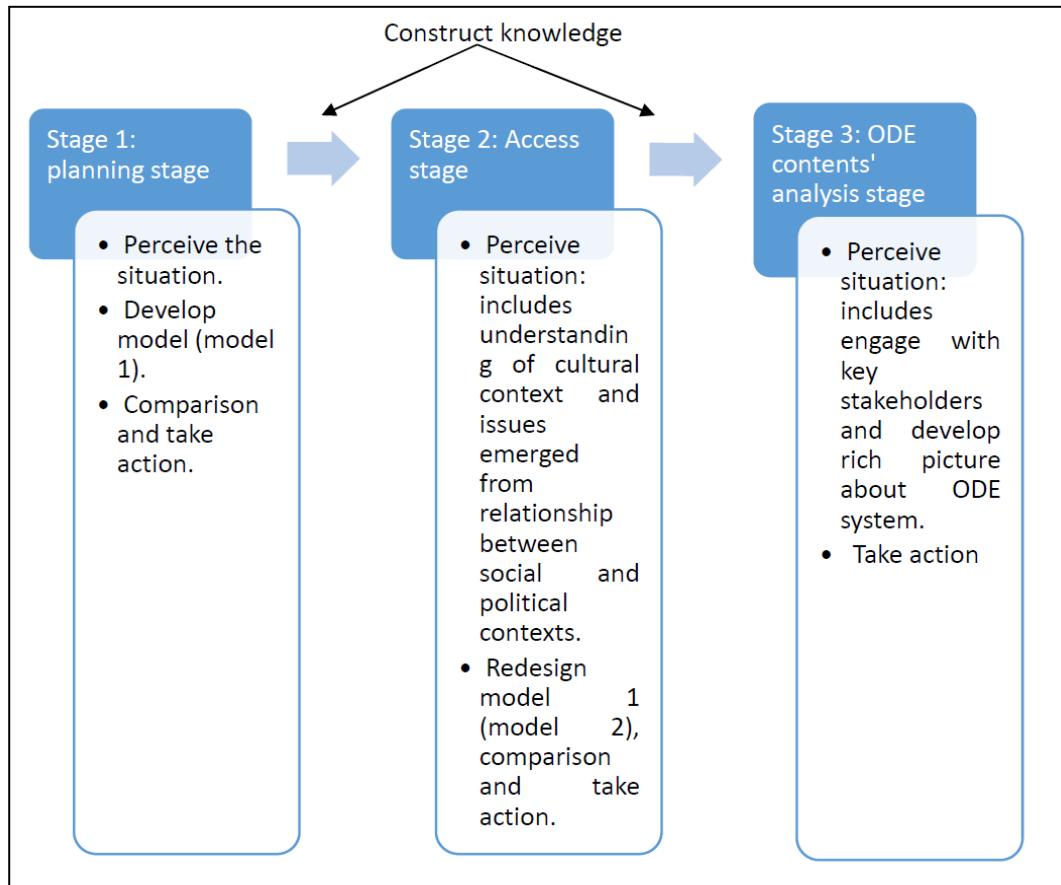 Construct knowledge
Stage 1:
planning stage
• Perceive the
situation.
• Develop
model (model
1).
• Comparison
and take
action.
Stage 2: Access
stage
• Perceive
situation:
includes
understandin
g of cultural
context and
issues
emerged
from
relationship
between
social and
political
contexts.
• Redesign
model 1
(model 2),
comparison
and take
action.
Stage 3: ODE
contents'
analysis stage
• Perceive
situation:
includes
engage with
key
stakeholders
and develop
rich picture
about ODE
system.
• Take action